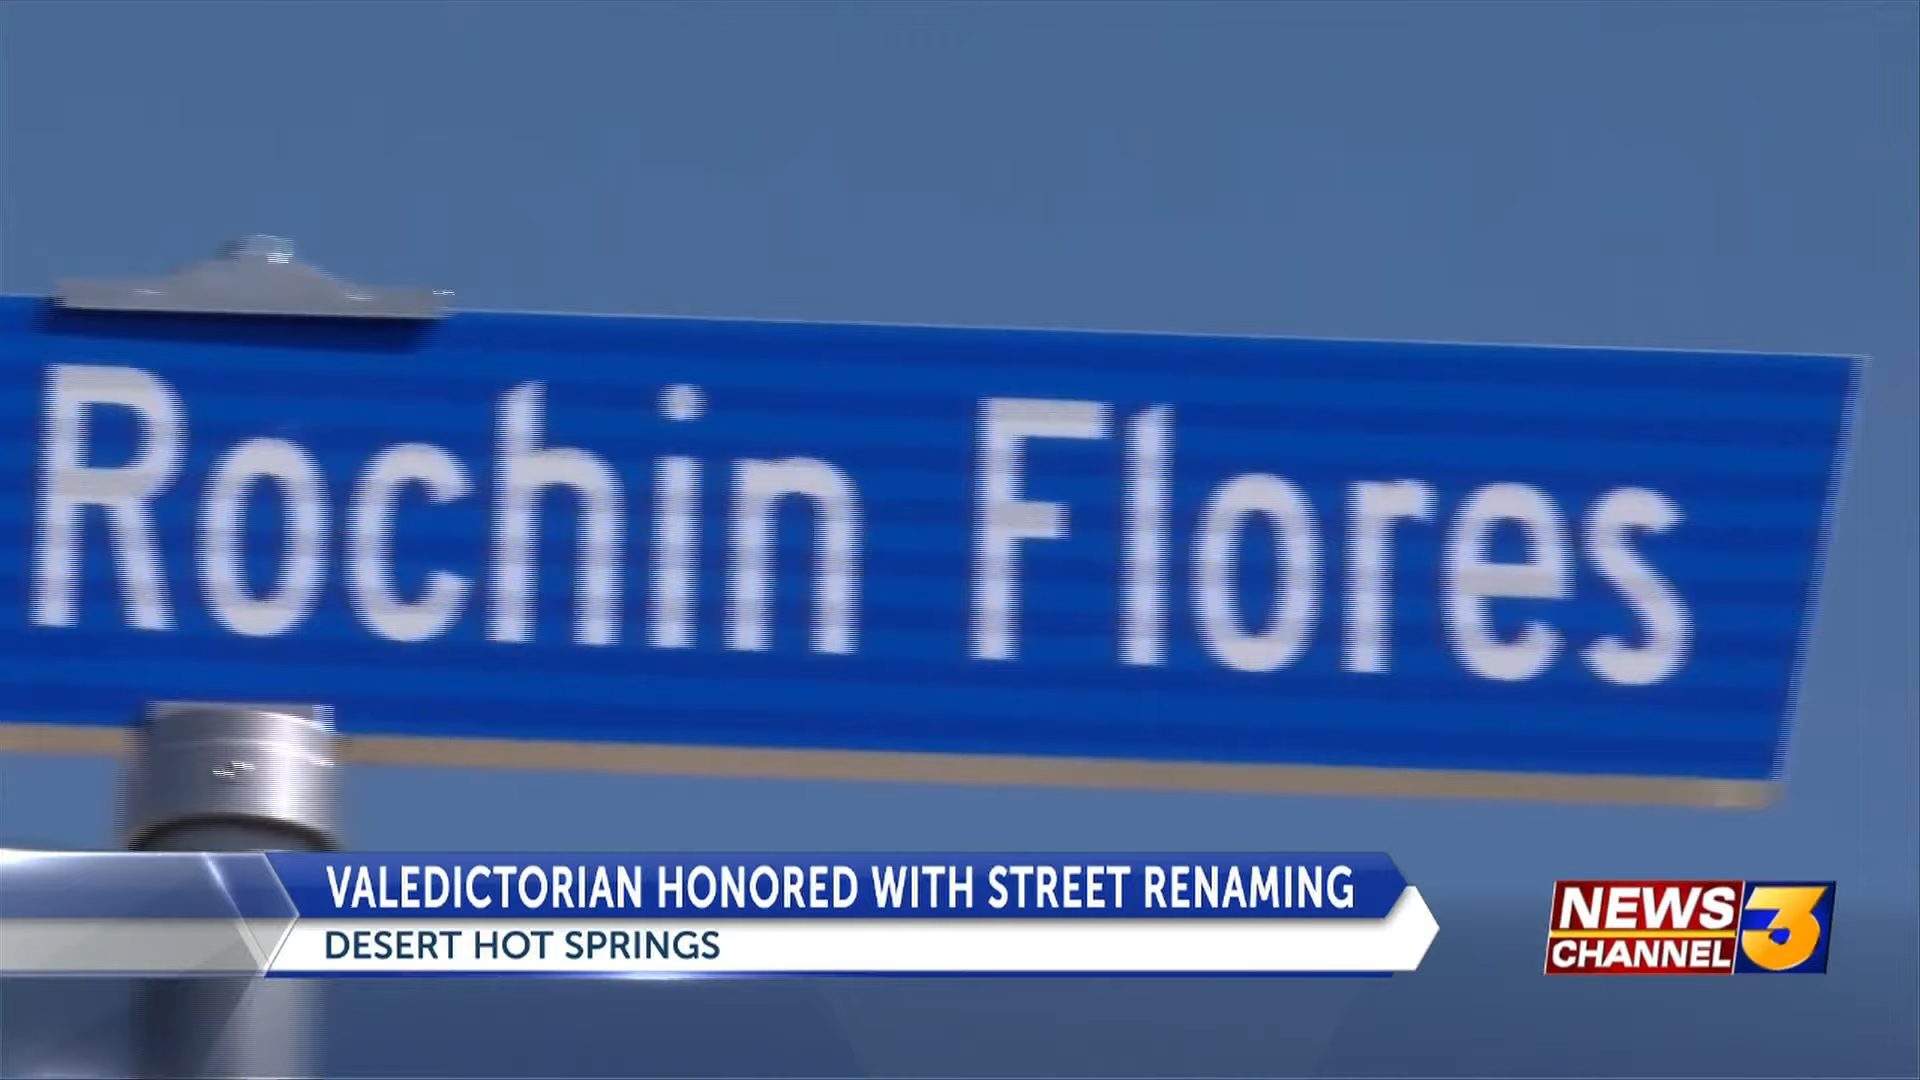 Rochin Flores
VALEDICTORIAN HONORED WITH STREET RENAMING
DESERT HOT SPRINGS
NEWS
CHANNEL 3